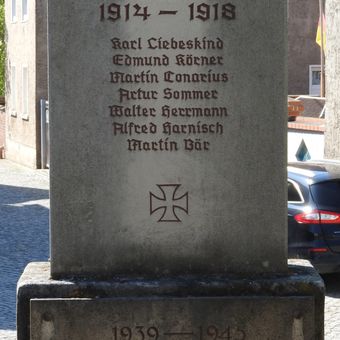 1914 – 1918
Karl Liebeskind
Edmund Körner
Martin Conarius
Artur Sommer
Walter Herrmann
Alfred Harnisch
Martin Bär
1939 — 1945